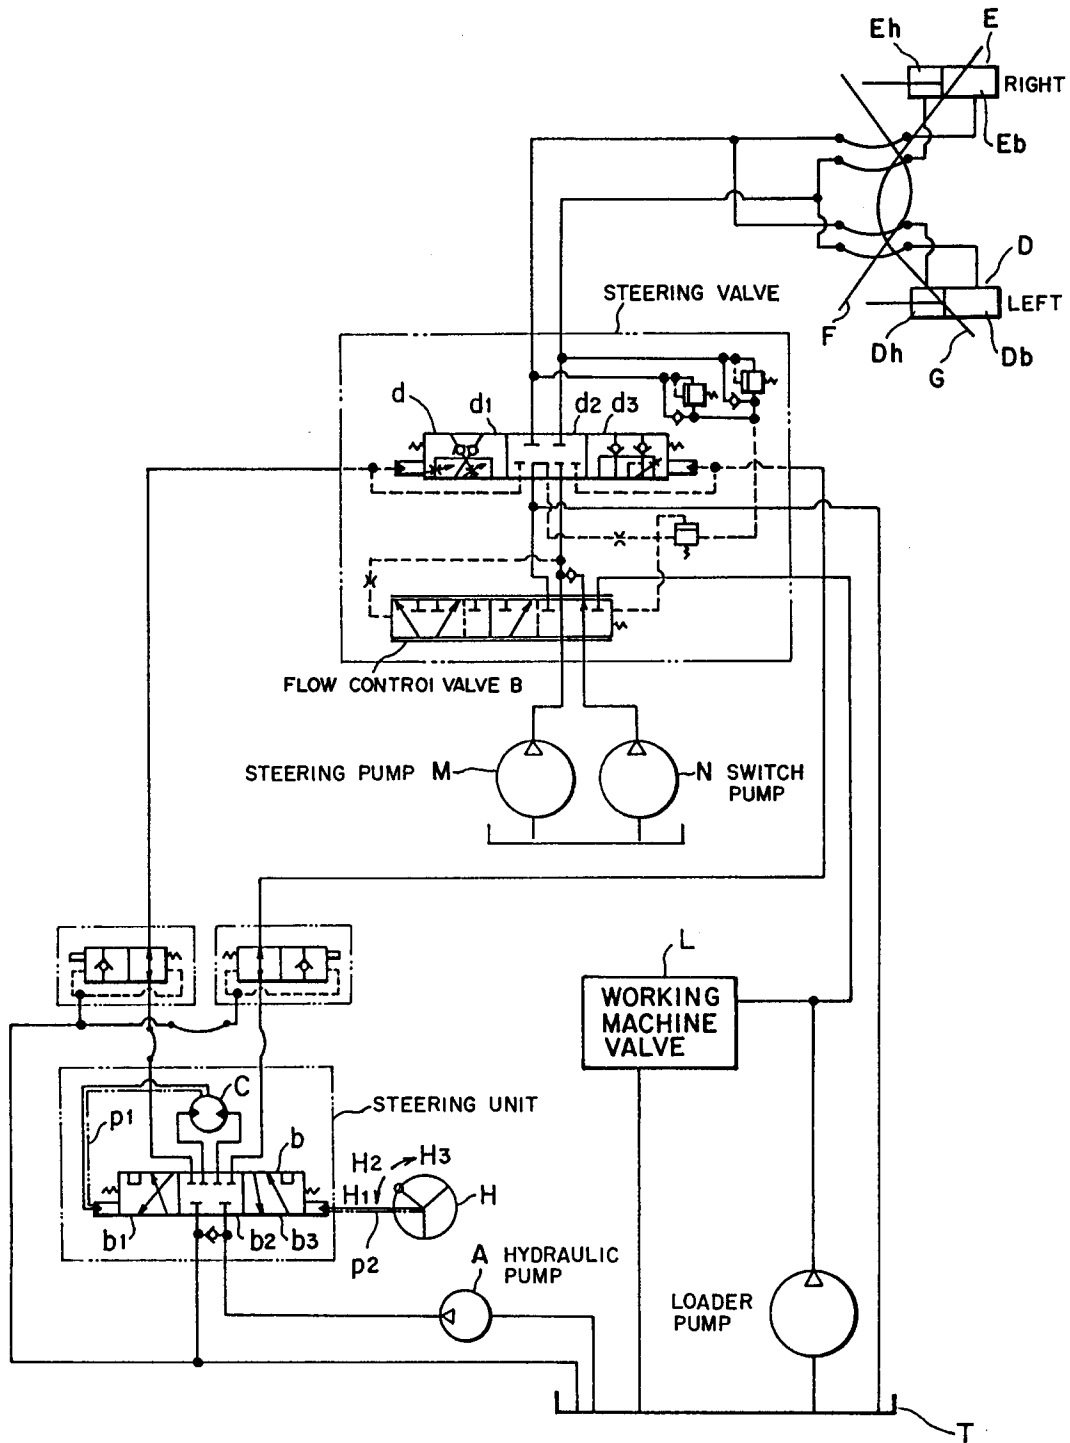 E
Eh
RIGHT
Eb
D
STEERING VALVE
LEFT
F
Dh
Db
G
d
d1
d2
d3
FLOW CONTROl VALVE B
STEERING PUMP M
N SWITCH
PUMP
L
WORKING
MACHINE
VALVE
C
STEERING UNIT
p1
b
H2
H3
H1
H
b1
b2
b3
p2
A HYDRAULIC
PUMP
LOADER
PUMP
T